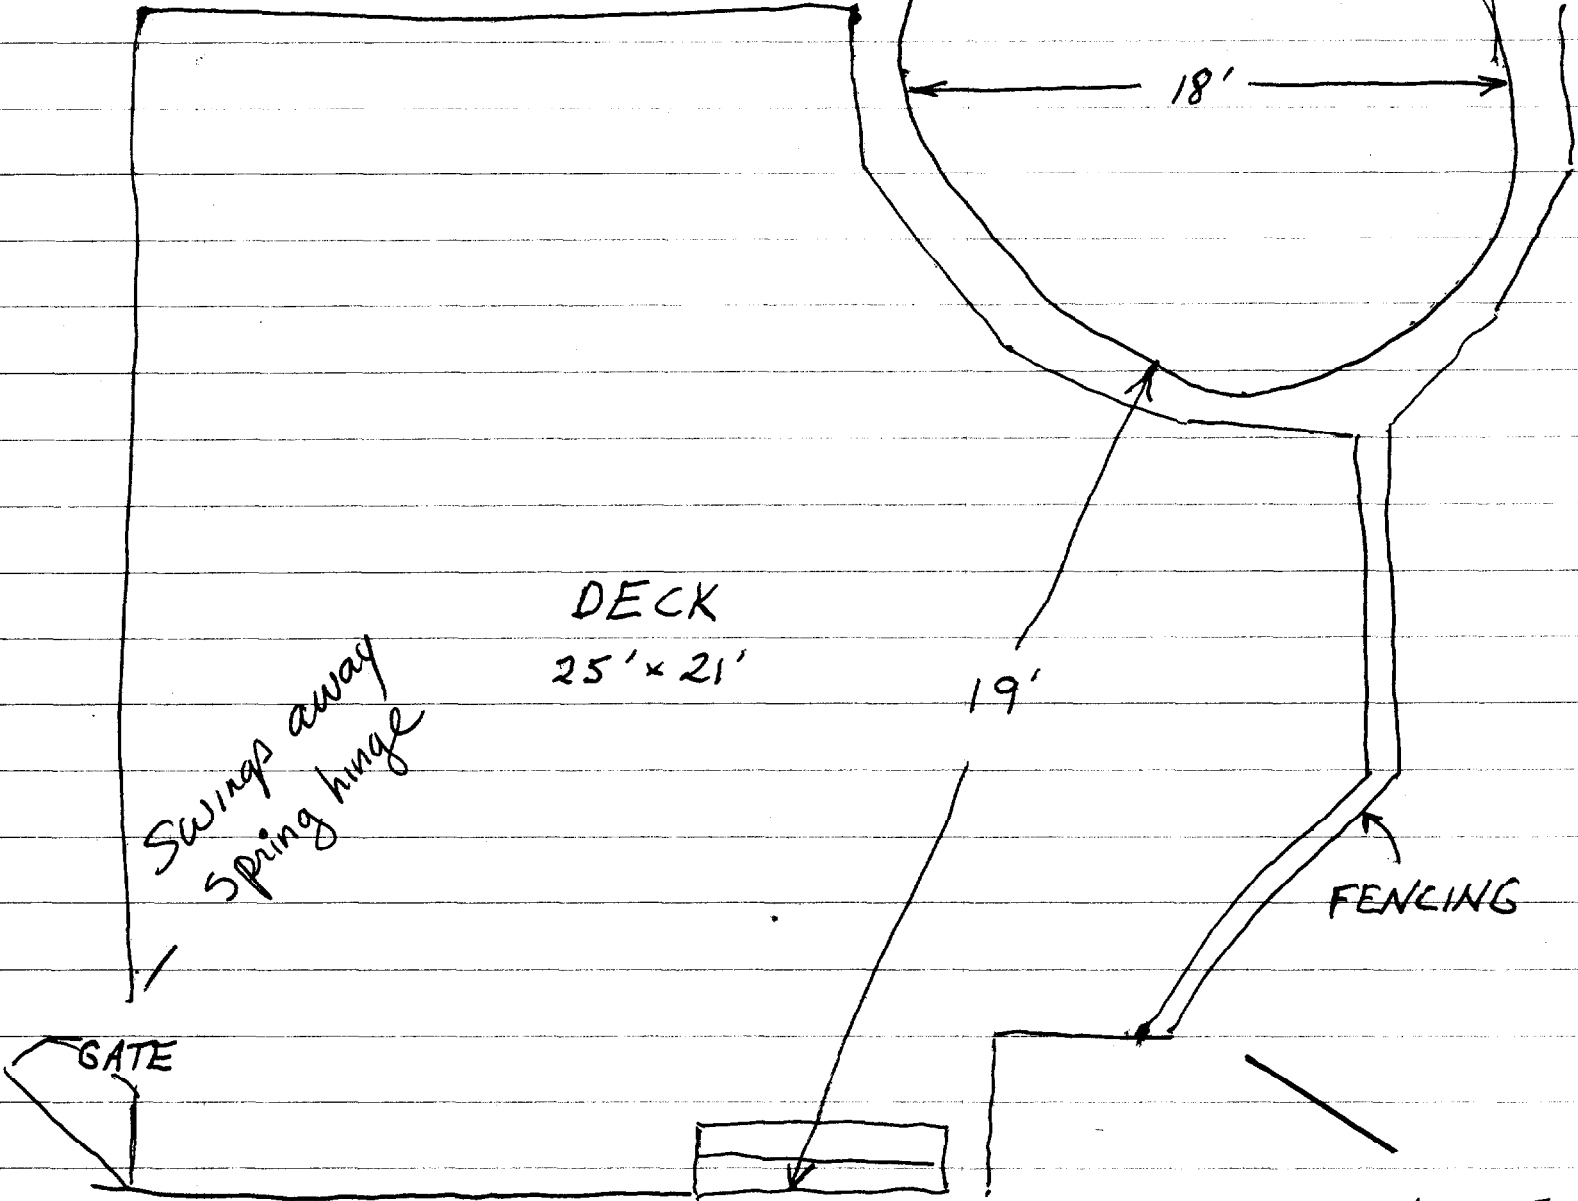 18'
DECK
25' x 21'
19'
Swings away
spring hinge
FENCING
GATE